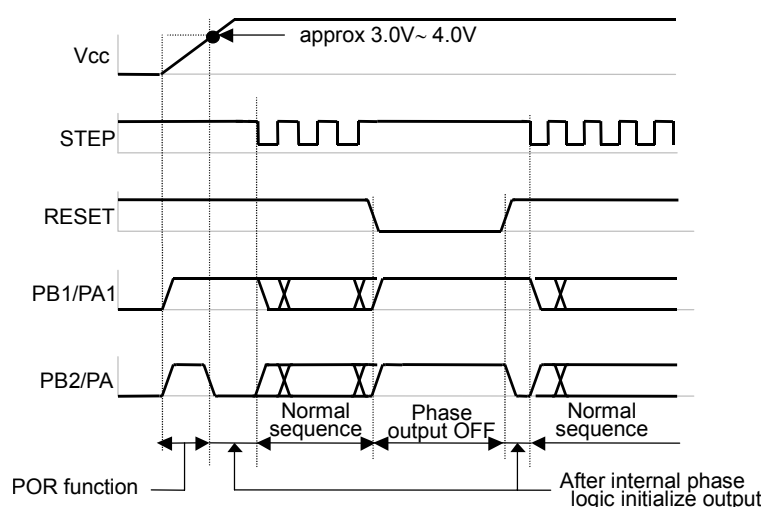 approx 3.0V~ 4.0V
Vcc
STEP
RESET
PB1/PA1
PB2/PA
Normal
sequence
Phase
output OFF
Normal
sequence
POR function
After internal phase
logic initialize output